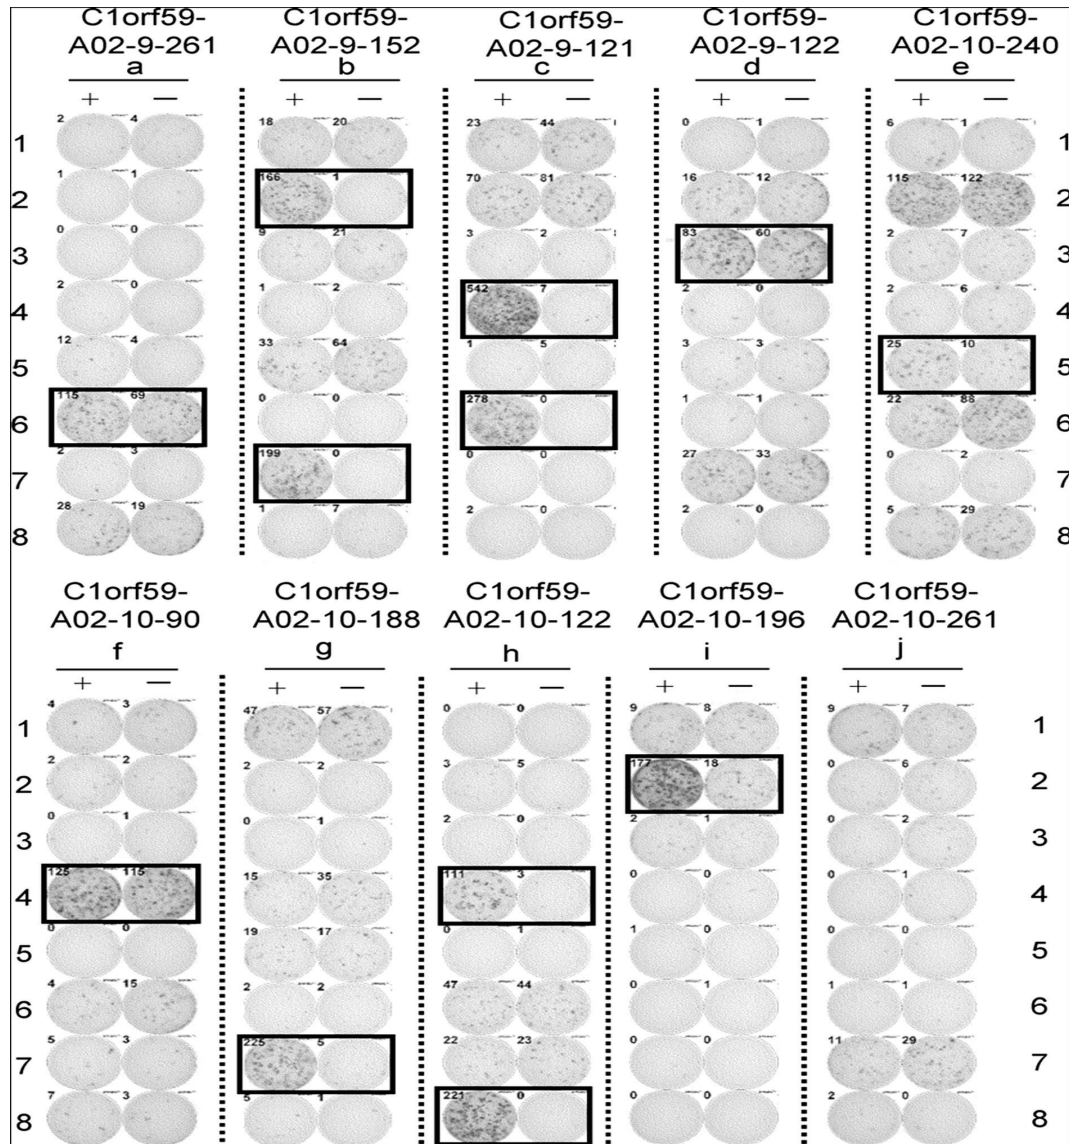 C1orf59- C1orf59- C1orf59- C1orf59- C1orf59-
A02-9-261 A02-9-152 A02-9-121 A02-9-122 A02-10-240
a b c d e
+ — + — + — + — + —
1 2 4 18 20 23 44 0 1 6 1 1
2 1 1 166 1 70 81 16 12 115 122 2
3 0 0 9 21 3 2 83 60 2 7 3
4 2 0 1 2 542 7 2 0 2 6 4
5 12 4 33 64 1 5 3 3 25 10 5
6 115 69 0 0 278 0 1 1 22 88 6
7 2 3 199 0 0 0 27 33 0 2 7
8 28 19 1 7 2 0 2 0 5 29 8
C1orf59- C1orf59- C1orf59- C1orf59- C1orf59-
A02-10-90 A02-10-188 A02-10-122 A02-10-196 A02-10-261
f g h i j
+ — + — + — + — + —
1 4 3 47 57 0 0 9 8 9 7 1
2 2 2 2 2 3 5 177 18 0 6 2
3 0 1 0 1 2 0 2 1 0 2 3
4 125 115 15 35 111 3 0 0 0 1 4
5 0 0 19 17 0 1 1 0 0 0 5
6 4 15 2 2 47 44 0 1 1 1 6
7 5 3 225 5 22 23 0 0 11 29 7
8 7 3 5 1 221 0 0 0 2 0 8